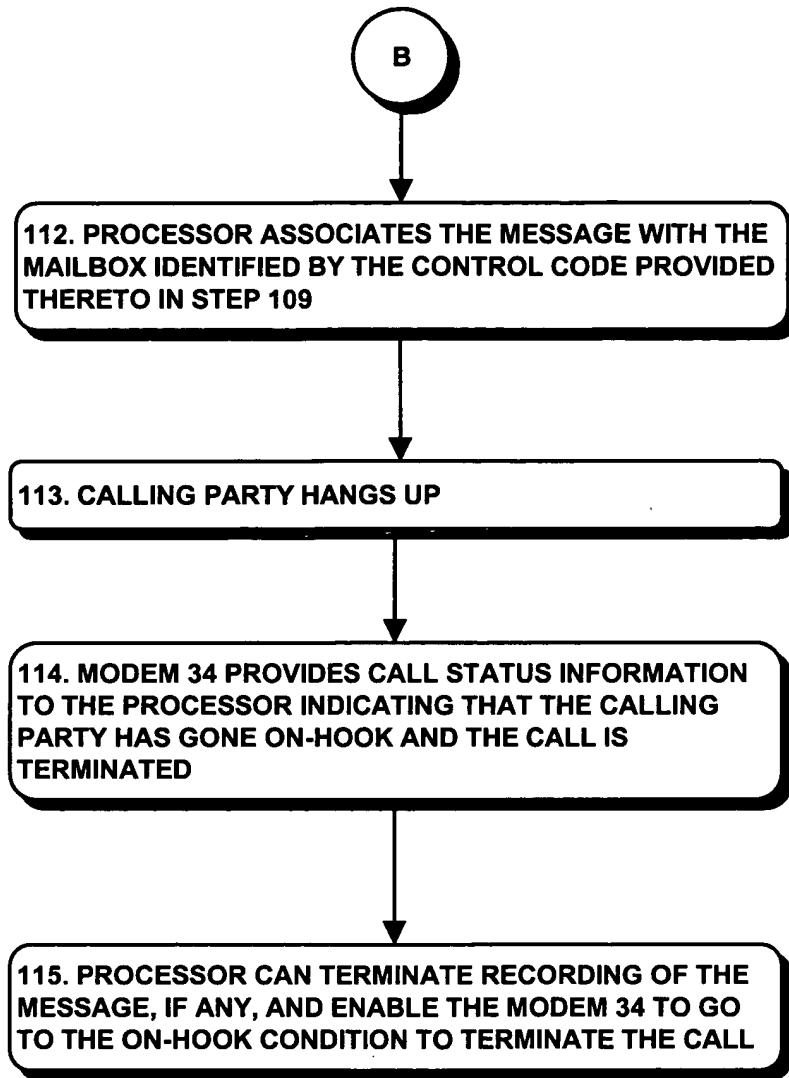 B
112. PROCESSOR ASSOCIATES THE MESSAGE WITH THE
MAILBOX IDENTIFIED BY THE CONTROL CODE PROVIDED
THERETO IN STEP 109
113. CALLING PARTY HANGS UP
114. MODEM 34 PROVIDES CALL STATUS INFORMATION
TO THE PROCESSOR INDICATING THAT THE CALLING
PARTY HAS GONE ON-HOOK AND THE CALL IS
TERMINATED
115. PROCESSOR CAN TERMINATE RECORDING OF THE
MESSAGE, IF ANY, AND ENABLE THE MODEM 34 TO GO
TO THE ON-HOOK CONDITION TO TERMINATE THE CALL